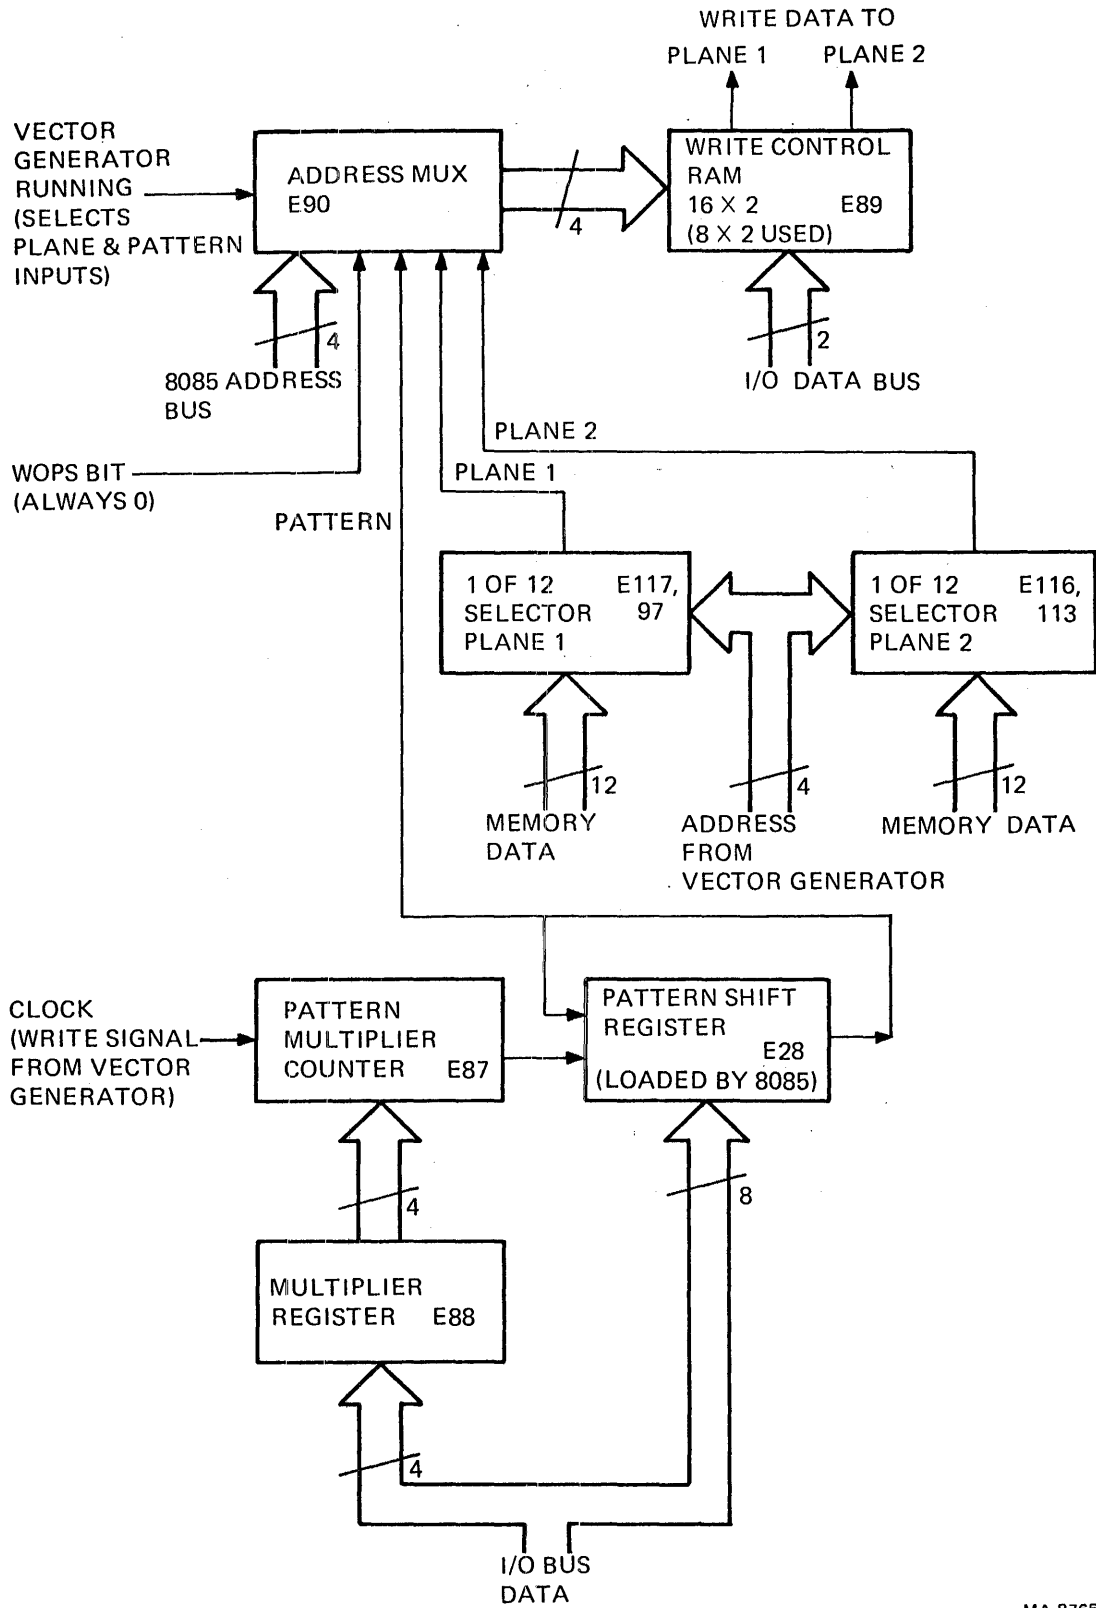 WRITE DATA TO
PLANE 1 PLANE 2
VECTOR
GENERATOR
RUNNING
(SELECTS
PLANE & PATTERN
INPUTS)
ADDRESS MUX
E90
4
WRITE CONTROL
RAM
16 X 2 E89
(8 X 2 USED)
4
8085 ADDRESS
BUS
2
I/O DATA BUS
PLANE 2
PLANE 1
WOPS BIT
(ALWAYS 0)
PATTERN
1 OF 12 E117,
SELECTOR 97
PLANE 1
1 OF 12 E116,
SELECTOR 113
PLANE 2
12
MEMORY
DATA
4
ADDRESS
FROM
VECTOR GENERATOR
12
MEMORY DATA
CLOCK
(WRITE SIGNAL
FROM VECTOR
GENERATOR)
PATTERN
MULTIPLIER
COUNTER E87
PATTERN SHIFT
REGISTER
E28
(LOADED BY 8085)
4
8
MULTIPLIER
REGISTER E88
4
I/O BUS
DATA